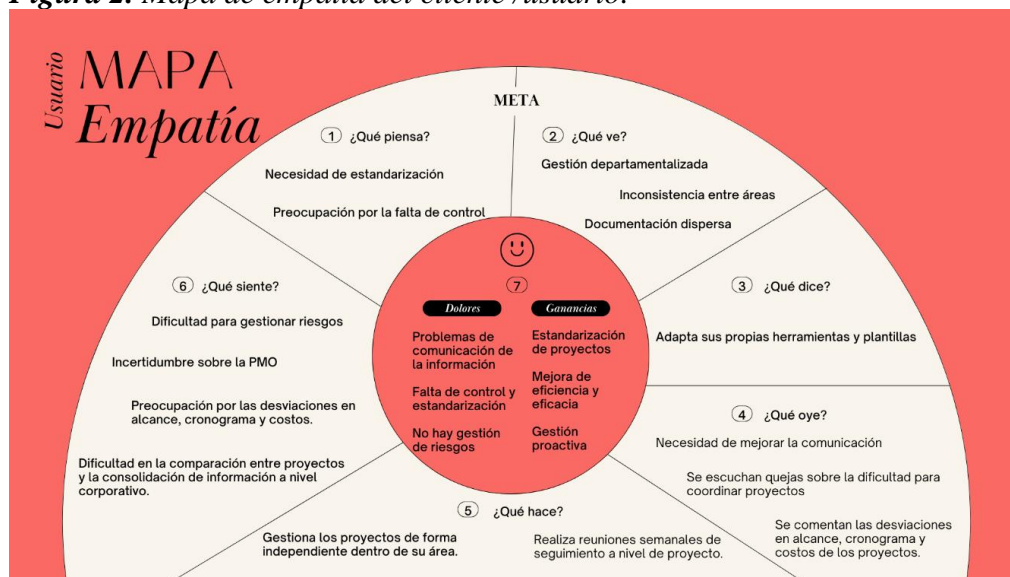 Figura 2. Mapa de empatía del cliente /usuario.
Usuario
MAPA
Empatía
META
1 ¿Qué piensa?
Necesidad de estandarización
Preocupación por la falta de control
2 ¿Qué ve?
Gestión departamentalizada
Inconsistencia entre áreas
Documentación dispersa
3 ¿Qué dice?
Adapta sus propias herramientas y plantillas
4 ¿Qué oye?
Necesidad de mejorar la comunicación
Se escuchan quejas sobre la dificultad para
coordinar proyectos
Se comentan las desviaciones
en alcance, cronograma y
costos de los proyectos.
5 ¿Qué hace?
Gestiona los proyectos de forma
independiente dentro de su área.
Realiza reuniones semanales de
seguimiento a nivel de proyecto.
6 ¿Qué siente?
Dificultad para gestionar riesgos
Incertidumbre sobre la PMO
Preocupación por las desviaciones en
alcance, cronograma y costos.
Dificultad en la comparación entre proyectos
y la consolidación de información a nivel
corporativo.
7
Dolores
Problemas de
comunicación de
la información
Falta de control y
estandarización
No hay gestión
de riesgos
Ganancias
Estandarización
de proyectos
Mejora de
eficiencia y
eficacia
Gestión
proactiva